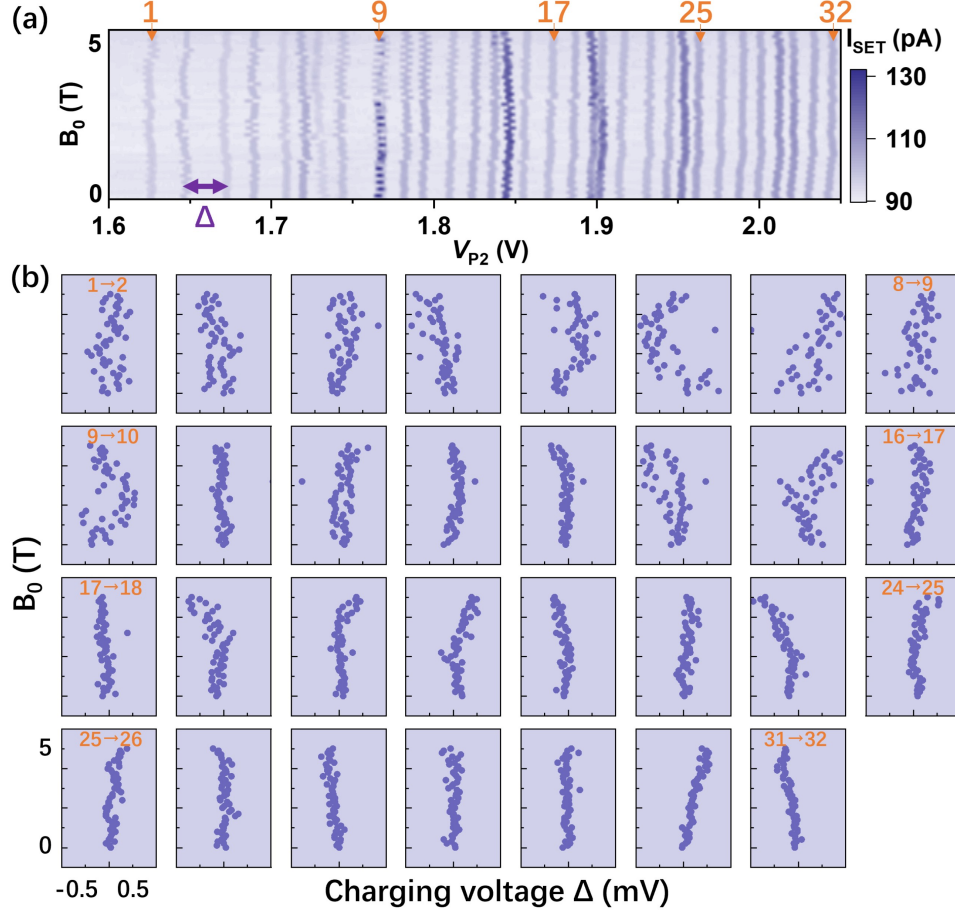 (a)
1 9 17 25 32
5
0
B₀ (T)
Δ
1.6 1.7 1.8 1.9 2.0
V_P2 (V)
I_SET (pA)
130
110
90
(b)
1→2 8→9
9→10 16→17
17→18 24→25
25→26 31→32
B₀ (T)
5
0
-0.5 0.5
Charging voltage Δ (mV)